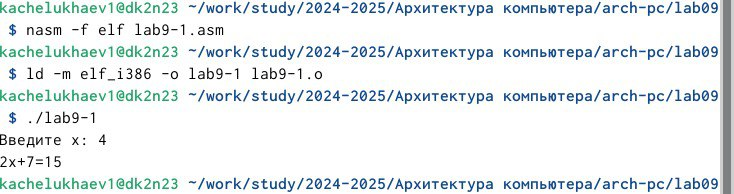 kachelukhaev1@dk2n23 ~/work/study/2024-2025/Архитектура компьютера/arch-pc/lab09
$ nasm -f elf lab9-1.asm
kachelukhaev1@dk2n23 ~/work/study/2024-2025/Архитектура компьютера/arch-pc/lab09
$ ld -m elf_i386 -o lab9-1 lab9-1.o
kachelukhaev1@dk2n23 ~/work/study/2024-2025/Архитектура компьютера/arch-pc/lab09
$ ./lab9-1
Введите x: 4
2x+7=15
kachelukhaev1@dk2n23 ~/work/study/2024-2025/Архитектура компьютера/arch-pc/lab09